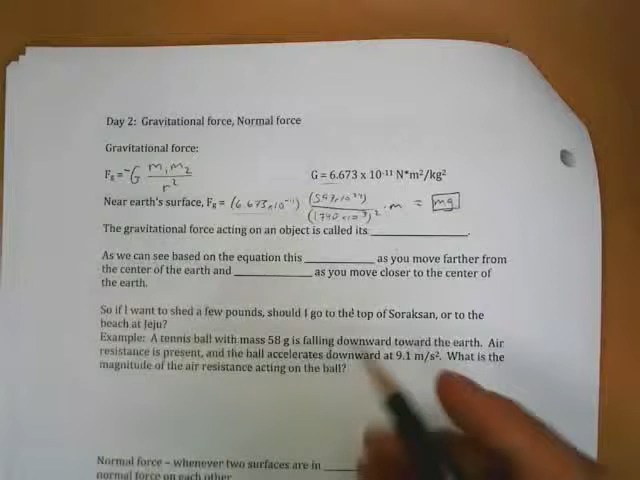 Day 2: Gravitational force, Normal force
Gravitational force:
Fg = -G m₁m₂ / r² G = 6.673 x 10⁻¹¹ N*m²/kg²
Near earth's surface, Fg = (6.673x10⁻¹¹) · m = mg
The gravitational force acting on an object is called its ________________.
As we can see based on the equation this ____________ as you move farther from
the center of the earth and _____________ as you move closer to the center of
the earth.
So if I want to shed a few pounds, should I go to the top of Soraksan, or to the
beach at Jeju?
Example: A tennis ball with mass 58 g is falling downward toward the earth. Air
resistance is present, and the ball accelerates downward at 9.1 m/s². What is the
magnitude of the air resistance acting on the ball?
Normal force – whenever two surfaces are in ______
normal force on each other